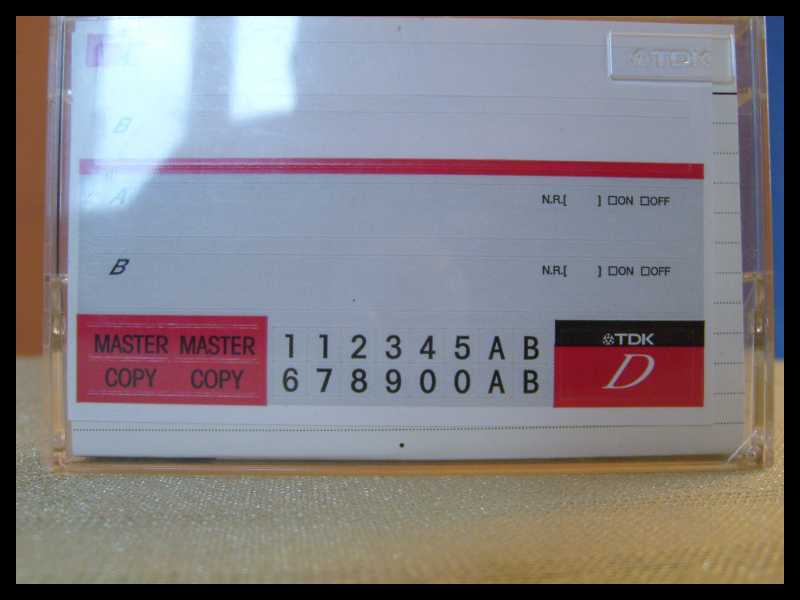 TDK
B
A
N.R.[ ] □ON □OFF
B
N.R.[ ] □ON □OFF
MASTER MASTER
COPY COPY
1 1 2 3 4 5 A B
6 7 8 9 0 0 A B
TDK
D